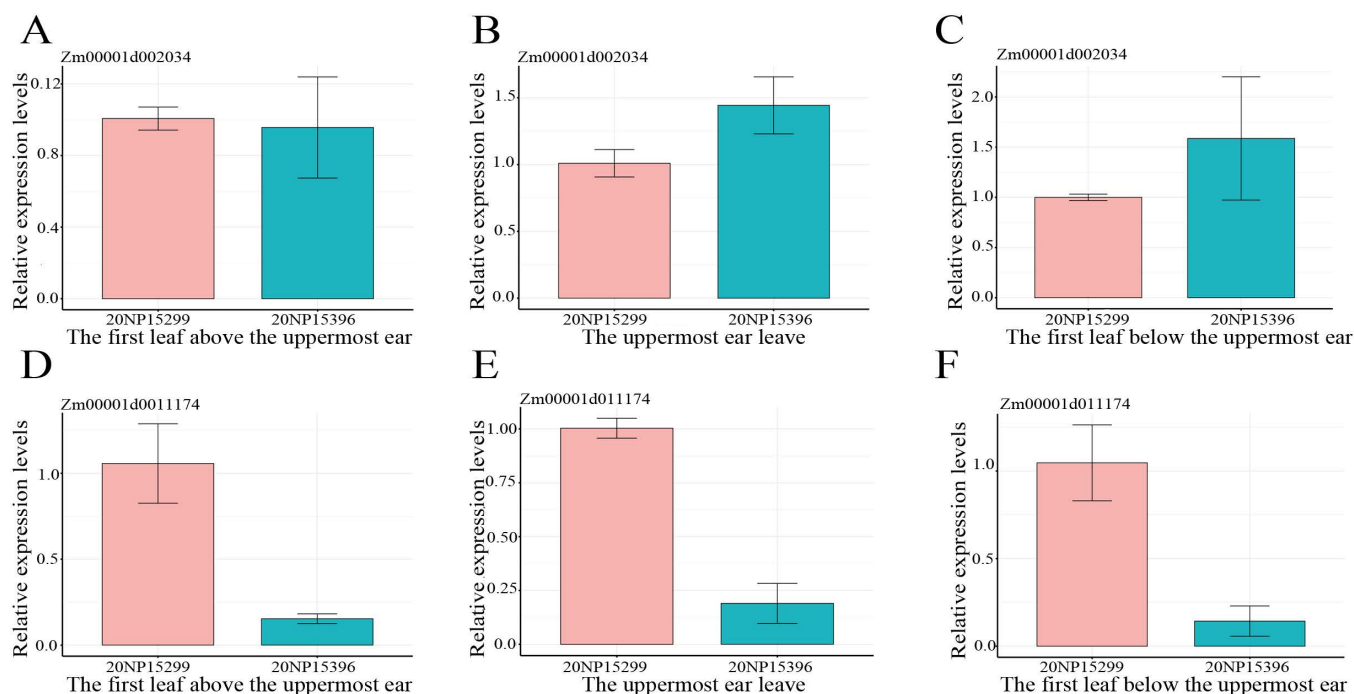 A
Zm00001d002034
Relative expression levels
0.12
0.8
0.4
0.0
20NP15299
20NP15396
The first leaf above the uppermost ear
B
Zm00001d002034
Relative expression levels
1.5
1.0
0.5
0.0
20NP15299
20NP15396
The uppermost ear leave
C
Zm00001d002034
Relative expression levels
2.0
1.5
1.0
0.5
0.0
20NP15299
20NP15396
The first leaf below the uppermost ear
D
Zm00001d0011174
Relative expression levels
1.0
0.5
0.0
20NP15299
20NP15396
The first leaf above the uppermost ear
E
Zm00001d011174
Relative expression levels
1.00
0.75
0.50
0.25
0.0
20NP15299
20NP15396
The uppermost ear leave
F
Zm00001d011174
Relative expression levels
1.0
0.5
0.0
20NP15299
20NP15396
The first leaf below the uppermost ear